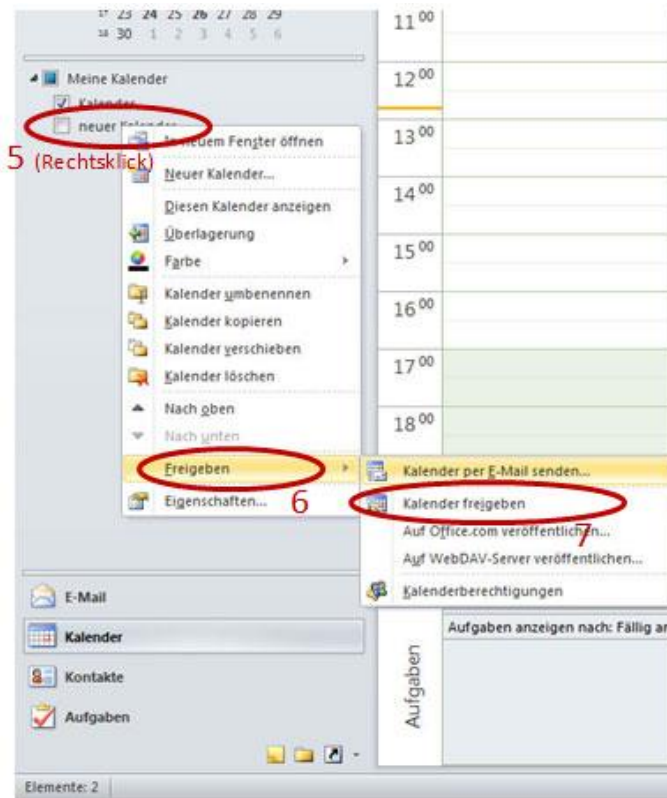 17 23 24 25 26 27 28 29
18 30 1 2 3 4 5 6
Meine Kalender
Kalender
neuer Kalender
5 (Rechtsklick)
In neuem Fenster öffnen
Neuer Kalender...
Diesen Kalender anzeigen
Überlagerung
Farbe
Kalender umbenennen
Kalender kopieren
Kalender verschieben
Kalender löschen
Nach oben
Nach unten
Freigeben
6
Eigenschaften...
Kalender per E-Mail senden...
Kalender freigeben
7
Auf Office.com veröffentlichen...
Auf WebDAV-Server veröffentlichen...
Kalenderberechtigungen
11 00
12 00
13 00
14 00
15 00
16 00
17 00
18 00
E-Mail
Kalender
Kontakte
Aufgaben
Aufgaben
Aufgaben anzeigen nach: Fällig
Elemente: 2